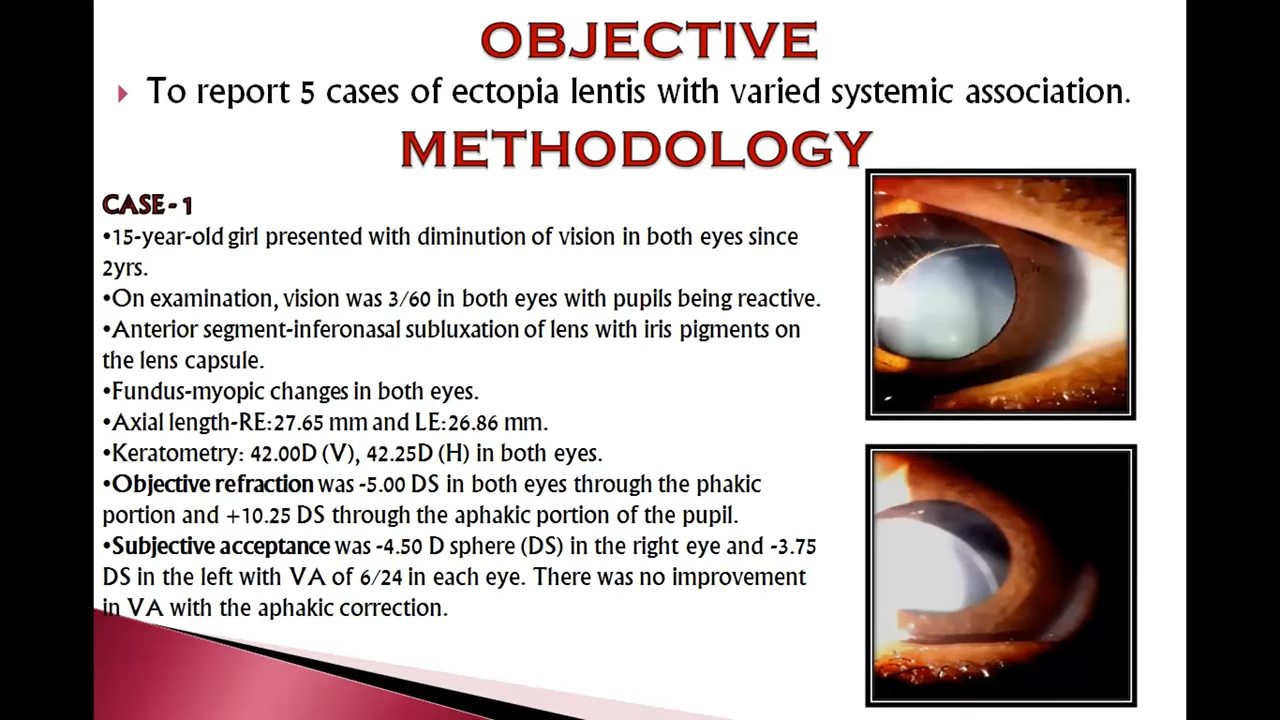 OBJECTIVE
To report 5 cases of ectopia lentis with varied systemic association.
METHODOLOGY
CASE - 1
•15-year-old girl presented with diminution of vision in both eyes since
2yrs.
•On examination, vision was 3/60 in both eyes with pupils being reactive.
•Anterior segment-inferonasal subluxation of lens with iris pigments on
the lens capsule.
•Fundus-myopic changes in both eyes.
•Axial length-RE:27.65 mm and LE:26.86 mm.
•Keratometry: 42.00D (V), 42.25D (H) in both eyes.
•Objective refraction was -5.00 DS in both eyes through the phakic
portion and +10.25 DS through the aphakic portion of the pupil.
•Subjective acceptance was -4.50 D sphere (DS) in the right eye and -3.75
DS in the left with VA of 6/24 in each eye. There was no improvement
in VA with the aphakic correction.